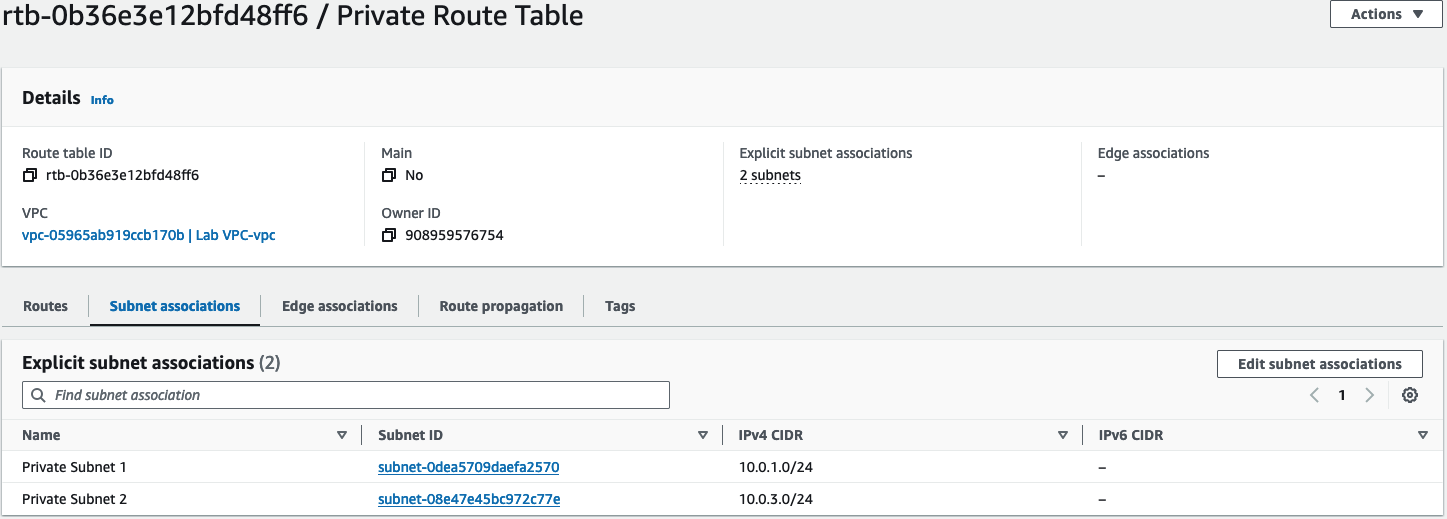 rtb-0b36e3e12bfd48ff6 / Private Route Table
Actions
Details Info
Route table ID
rtb-0b36e3e12bfd48ff6
Main
No
Explicit subnet associations
2 subnets
Edge associations
–
VPC
vpc-05965ab919ccb170b | Lab VPC-vpc
Owner ID
908959576754
Routes Subnet associations Edge associations Route propagation Tags
Explicit subnet associations (2)
Edit subnet associations
Find subnet association
1
Name Subnet ID IPv4 CIDR IPv6 CIDR
Private Subnet 1 subnet-0dea5709daefa2570 10.0.1.0/24 –
Private Subnet 2 subnet-08e47e45bc972c77e 10.0.3.0/24 –